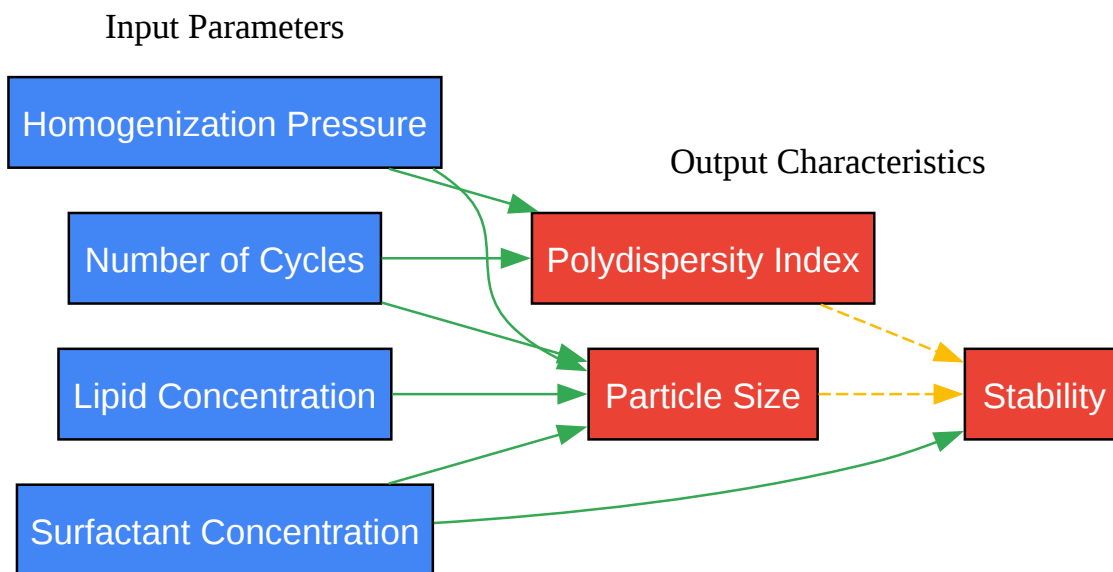 Input Parameters
Homogenization Pressure
Output Characteristics
Number of Cycles
Polydispersity Index
Lipid Concentration
Particle Size
Stability
Surfactant Concentration